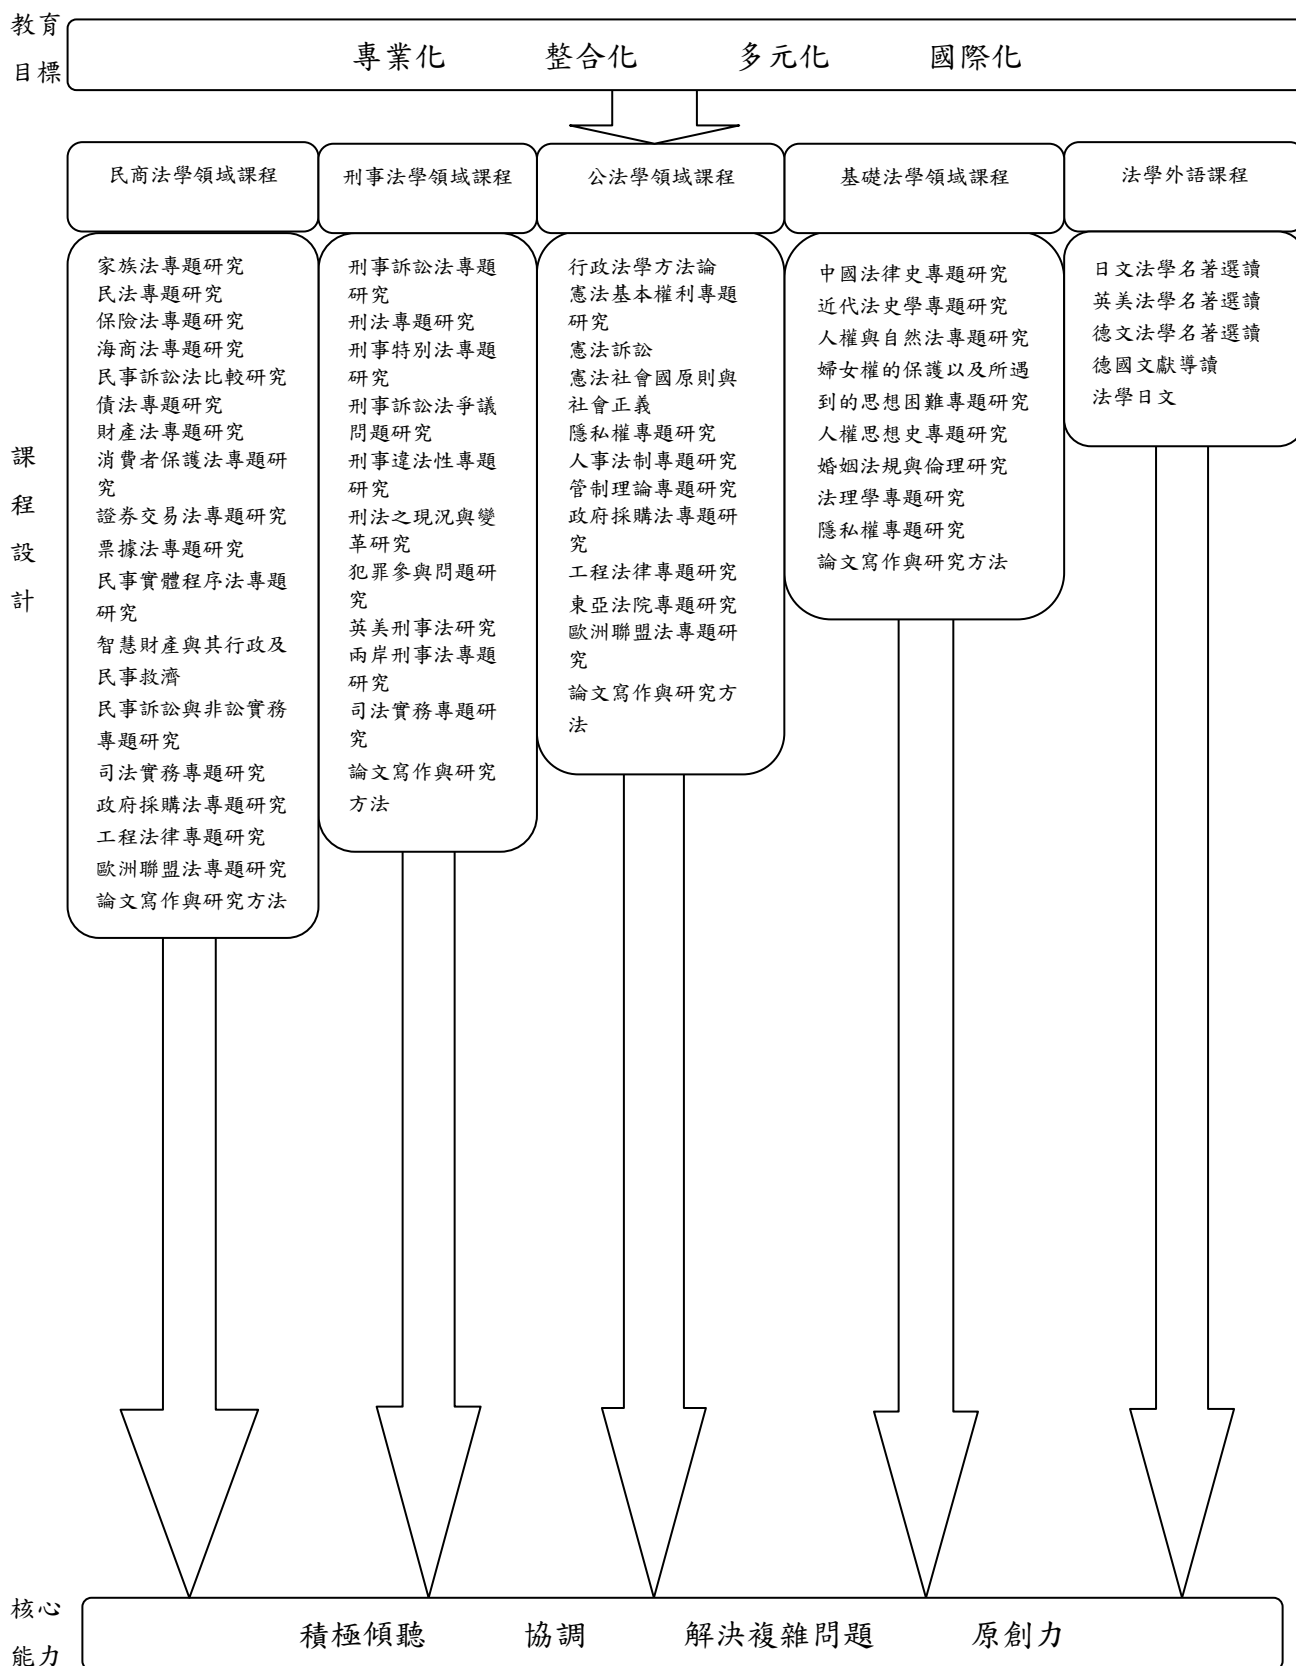 教育
目標
專業化 整合化 多元化 國際化
課
程
設
計
民商法學領域課程
家族法專題研究
民法專題研究
保險法專題研究
海商法專題研究
民事訴訟法比較研究
債法專題研究
財產法專題研究
消費者保護法專題研
究
證券交易法專題研究
票據法專題研究
民事實體程序法專題
研究
智慧財產與其行政及
民事救濟
民事訴訟與非訟實務
專題研究
司法實務專題研究
政府採購法專題研究
工程法律專題研究
歐洲聯盟法專題研究
論文寫作與研究方法
刑事法學領域課程
刑事訴訟法專題
研究
刑法專題研究
刑事特別法專題
研究
刑事訴訟法爭議
問題研究
刑事違法性專題
研究
刑法之現況與變
革研究
犯罪參與問題研
究
英美刑事法研究
兩岸刑事法專題
研究
司法實務專題研
究
論文寫作與研究
方法
公法學領域課程
行政法學方法論
憲法基本權利專題
研究
憲法訴訟
憲法社會國原則與
社會正義
隱私權專題研究
人事法制專題研究
管制理論專題研究
政府採購法專題研
究
工程法律專題研究
東亞法院專題研究
歐洲聯盟法專題研
究
論文寫作與研究方
法
基礎法學領域課程
中國法律史專題研究
近代法史學專題研究
人權與自然法專題研究
婦女權的保護以及所遇
到的思想困難專題研究
人權思想史專題研究
婚姻法規與倫理研究
法理學專題研究
隱私權專題研究
論文寫作與研究方法
法學外語課程
日文法學名著選讀
英美法學名著選讀
德文法學名著選讀
德國文獻導讀
法學日文
核心
能力
積極傾聽 協調 解決複雜問題 原創力